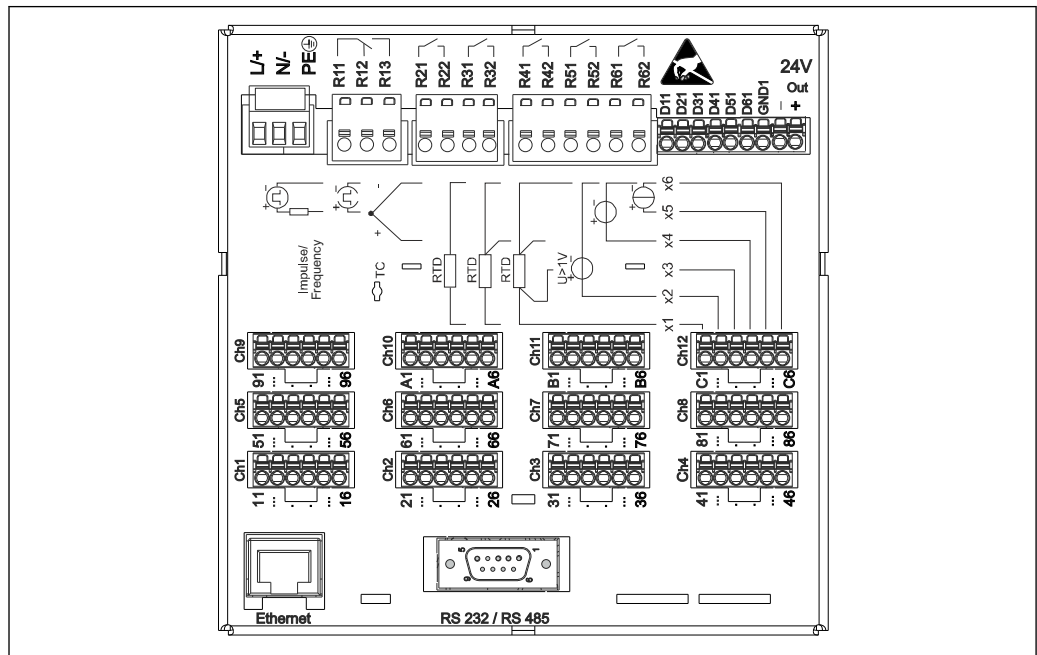 L/+ N/- PE
R11 R12 R13
R21 R22 R31 R32
R41 R42 R51 R52 R61 R62
D11 D21 D31 D41 D51 D61 GND1 - +
24V
Out
- + - + - + - + - + - +
Impulse/
Frequency
TC
RTD RTD RTD
U>1V
x6
x5
x4
x3
x2
x1
Ch9 Ch10 Ch11 Ch12
91 ... . . ... 96 A1 ... . . ... A6 B1 ... . . ... B6 C1 ... . . ... C6
Ch5 Ch6 Ch7 Ch8
51 ... . . ... 56 61 ... . . ... 66 71 ... . . ... 76 81 ... . . ... 86
Ch1 Ch2 Ch3 Ch4
11 ... . . ... 16 21 ... . . ... 26 31 ... . . ... 36 41 ... . . ... 46
5 1
9 6
Ethernet
RS 232 / RS 485